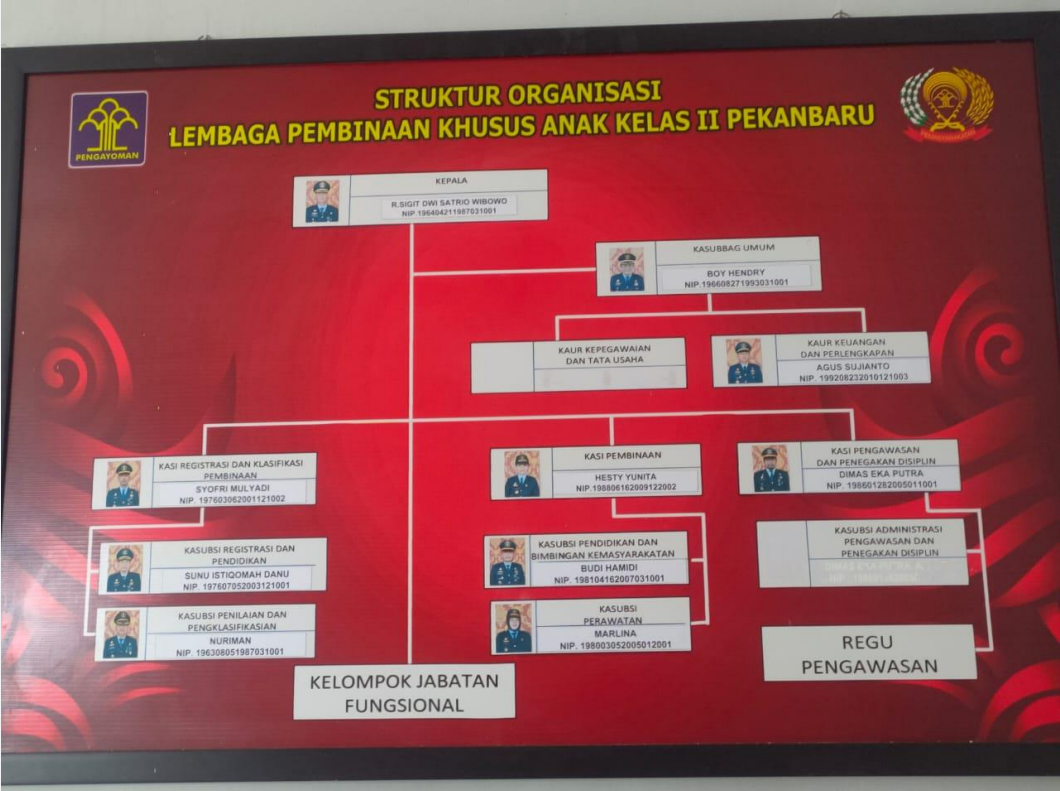 STRUKTUR ORGANISASI
LEMBAGA PEMBINAAN KHUSUS ANAK KELAS II PEKANBARU
PENGAYOMAN
KEPALA
R.SIGIT DWI SATRIO WIBOWO
NIP.196404211987031001
KASUBBAG UMUM
BOY HENDRY
NIP.196608271993031001
KAUR KEPEGAWAIAN
DAN TATA USAHA
KAUR KEUANGAN
DAN PERLENGKAPAN
AGUS SUJIANTO
NIP. 199208232010121003
KASI REGISTRASI DAN KLASIFIKASI
PEMBINAAN
SYOFRI MULYADI
NIP. 197603062001121002
KASI PEMBINAAN
HESTY YUNITA
NIP.198806162009122002
KASI PENGAWASAN
DAN PENEGAKAN DISIPLIN
DIMAS EKA PUTRA
NIP. 198601282005011001
KASUBSI REGISTRASI DAN
PENDIDIKAN
SUNU ISTIQOMAH DANU
NIP. 197607052003121001
KASUBSI PENDIDIKAN DAN
BIMBINGAN KEMASYARAKATAN
BUDI HAMIDI
NIP. 198104162007031001
KASUBSI ADMINISTRASI
PENGAWASAN DAN
PENEGAKAN DISIPLIN
KASUBSI PENILAIAN DAN
PENGKLASIFIKASIAN
NURIMAN
NIP. 196308051987031001
KASUBSI
PERAWATAN
MARLINA
NIP. 198003052005012001
REGU
PENGAWASAN
KELOMPOK JABATAN
FUNGSIONAL